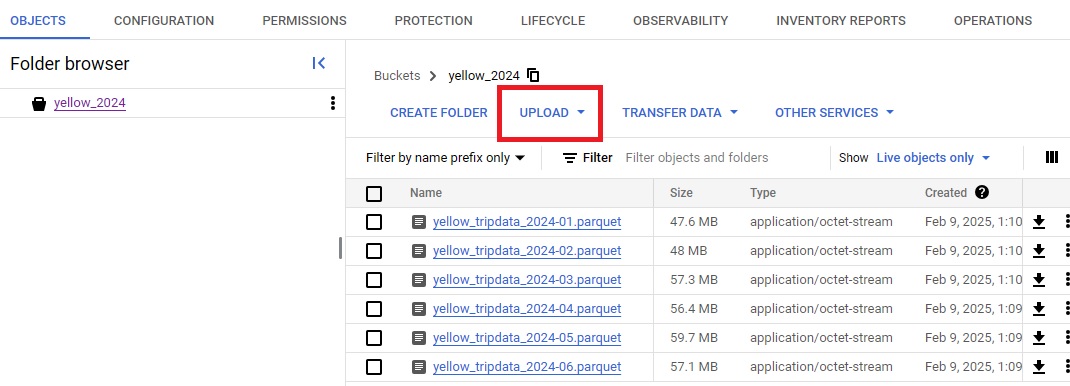 OBJECTS CONFIGURATION PERMISSIONS PROTECTION LIFECYCLE OBSERVABILITY INVENTORY REPORTS OPERATIONS
Folder browser
yellow_2024
Buckets > yellow_2024
CREATE FOLDER UPLOAD TRANSFER DATA OTHER SERVICES
Filter by name prefix only Filter Filter objects and folders Show Live objects only
Name Size Type Created
yellow_tripdata_2024-01.parquet 47.6 MB application/octet-stream Feb 9, 2025, 1:10
yellow_tripdata_2024-02.parquet 48 MB application/octet-stream Feb 9, 2025, 1:10
yellow_tripdata_2024-03.parquet 57.3 MB application/octet-stream Feb 9, 2025, 1:10
yellow_tripdata_2024-04.parquet 56.4 MB application/octet-stream Feb 9, 2025, 1:09
yellow_tripdata_2024-05.parquet 59.7 MB application/octet-stream Feb 9, 2025, 1:09
yellow_tripdata_2024-06.parquet 57.1 MB application/octet-stream Feb 9, 2025, 1:09